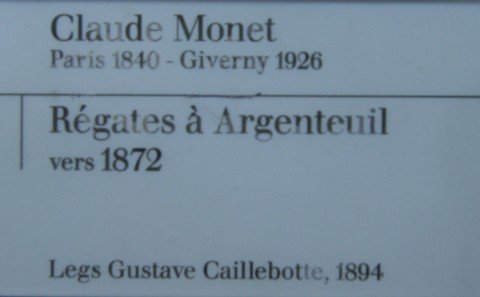 Claude Monet
Paris 1840 - Giverny 1926
Régates à Argenteuil
vers 1872
Legs Gustave Caillebotte, 1894